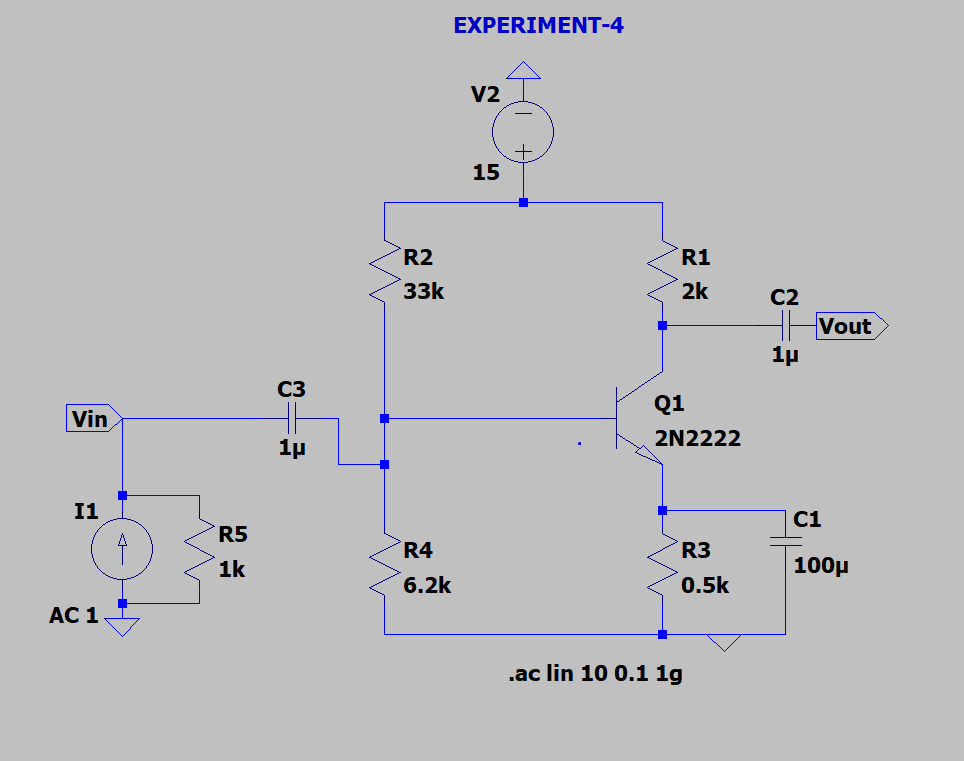 EXPERIMENT-4
V2
15
R2
33k
R1
2k
C2
1µ
Vout
C3
1µ
Vin
Q1
2N2222
I1
AC 1
R5
1k
R4
6.2k
R3
0.5k
C1
100µ
.ac lin 10 0.1 1g